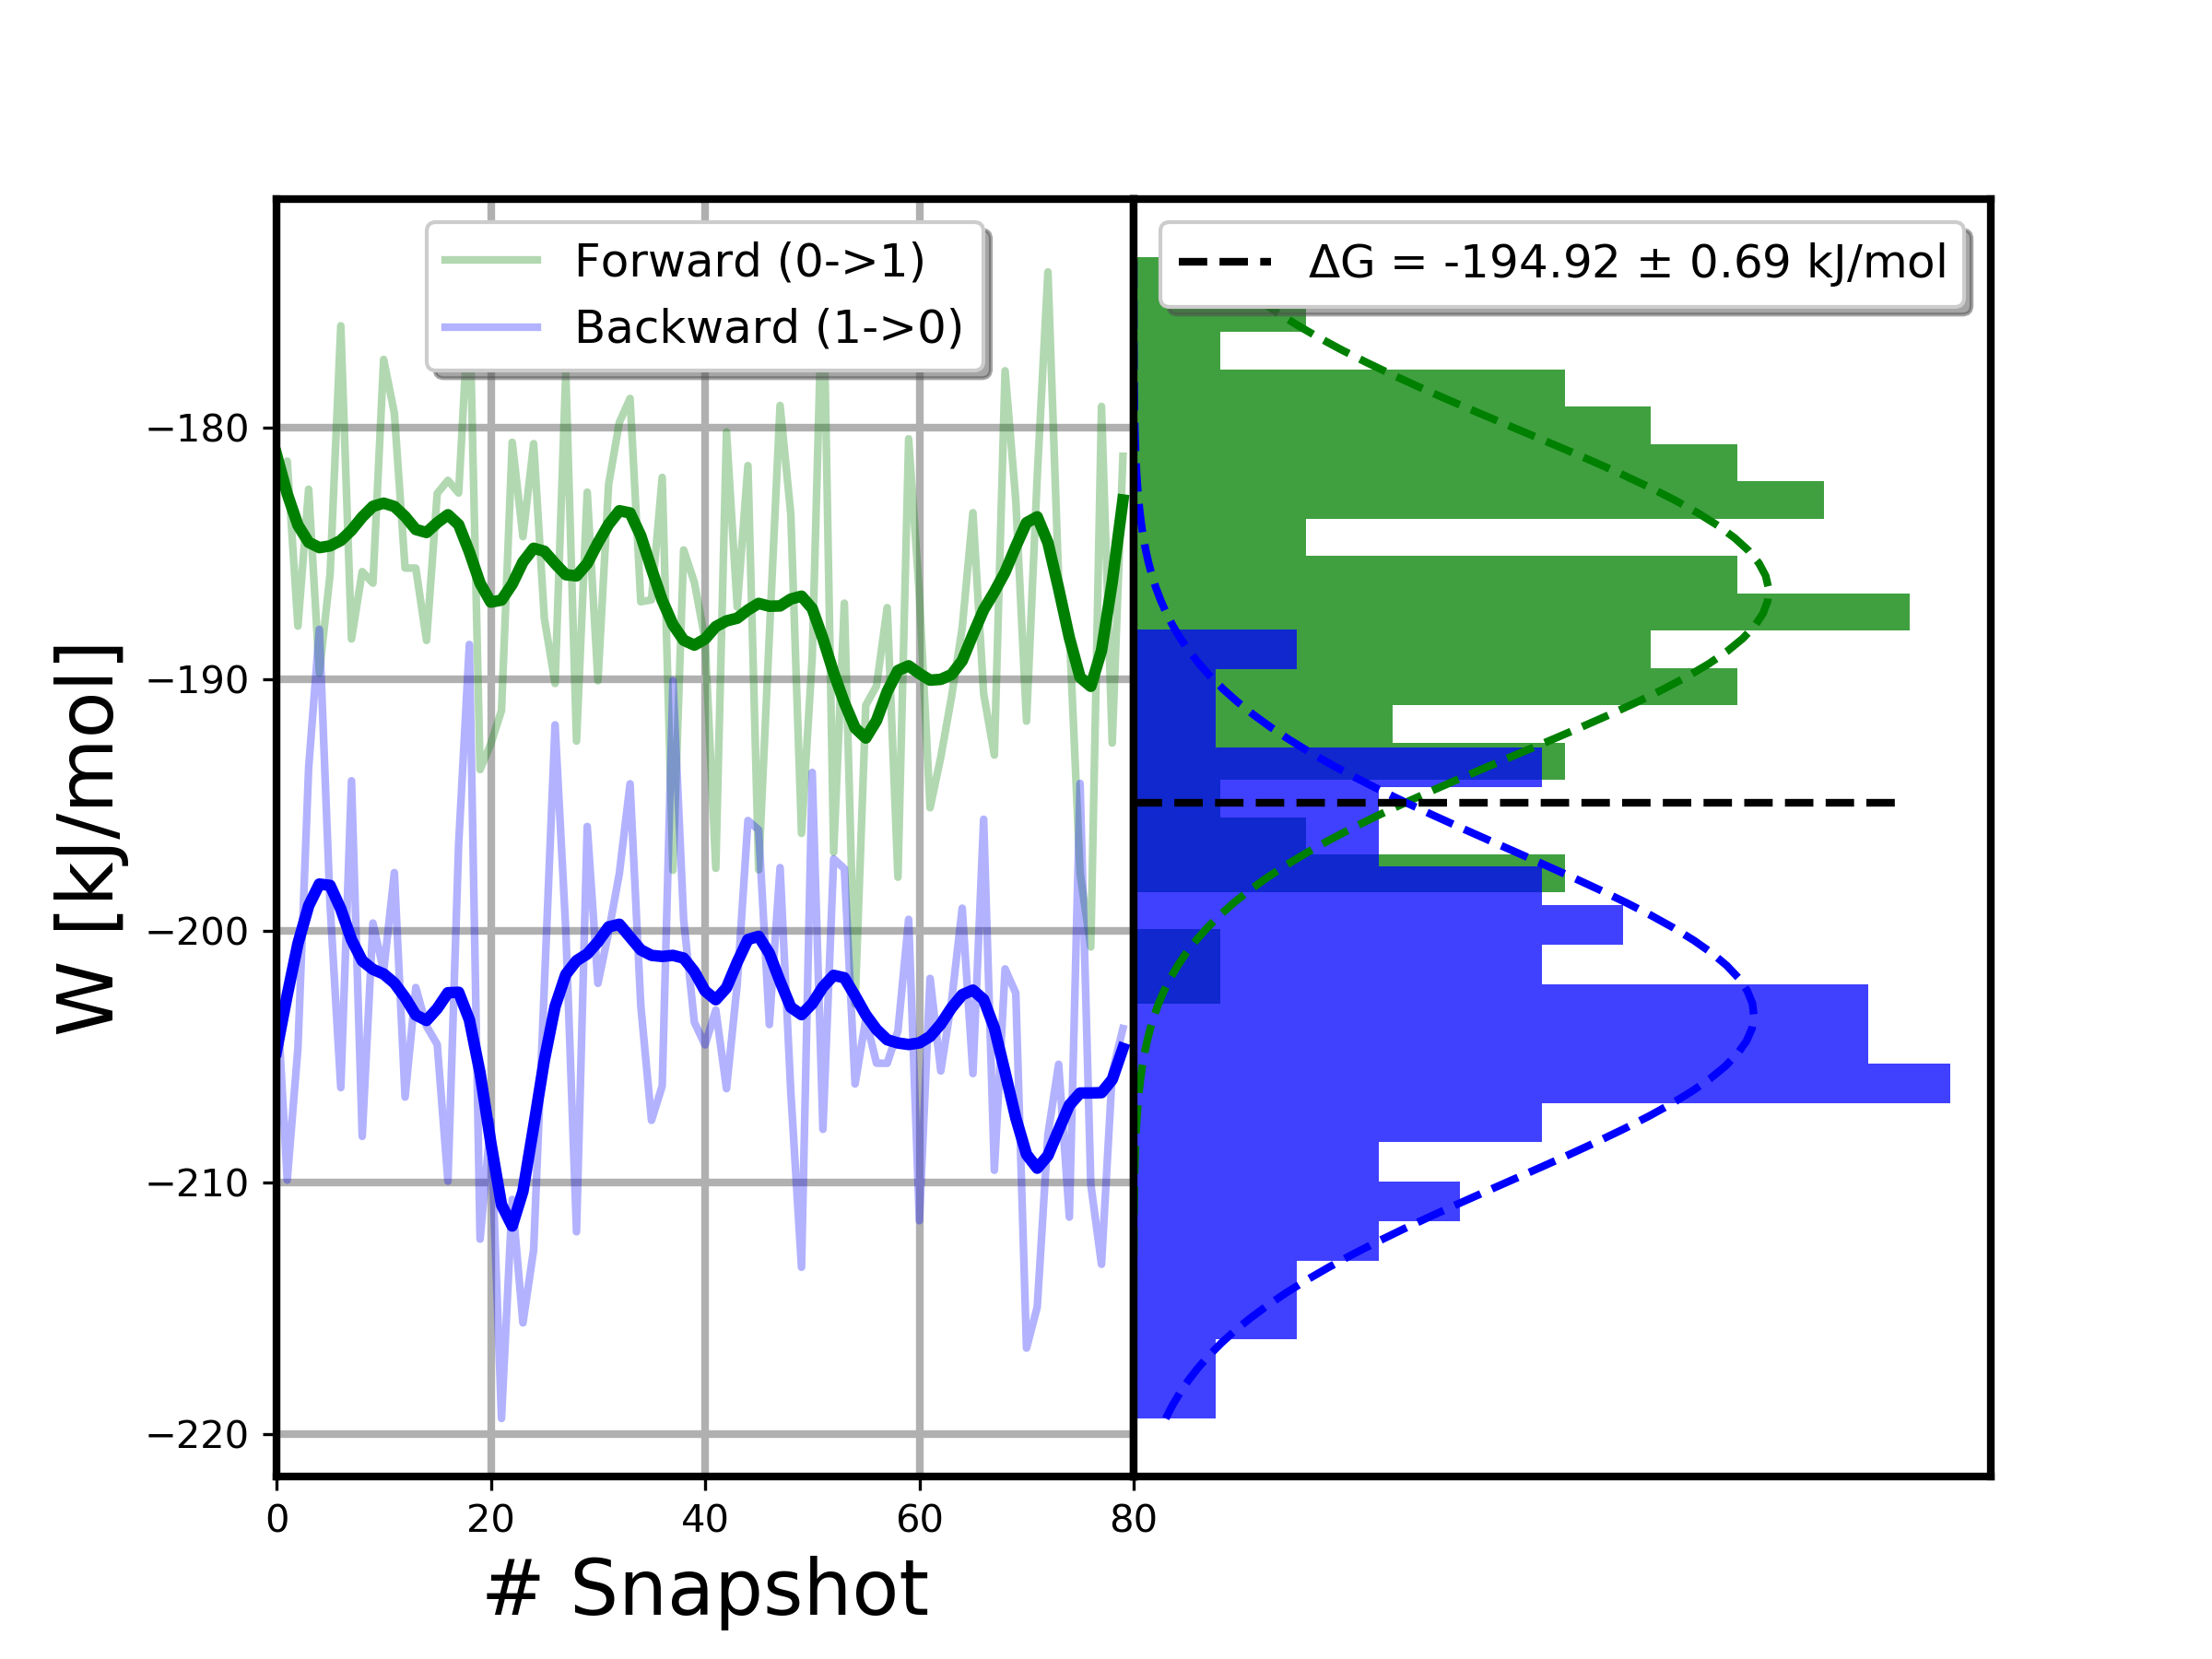 Forward (0->1)
Backward (1->0)
ΔG = -194.92 ± 0.69 kJ/mol
W [kJ/mol]
−180
−190
−200
−210
−220
0 20 40 60 80
# Snapshot